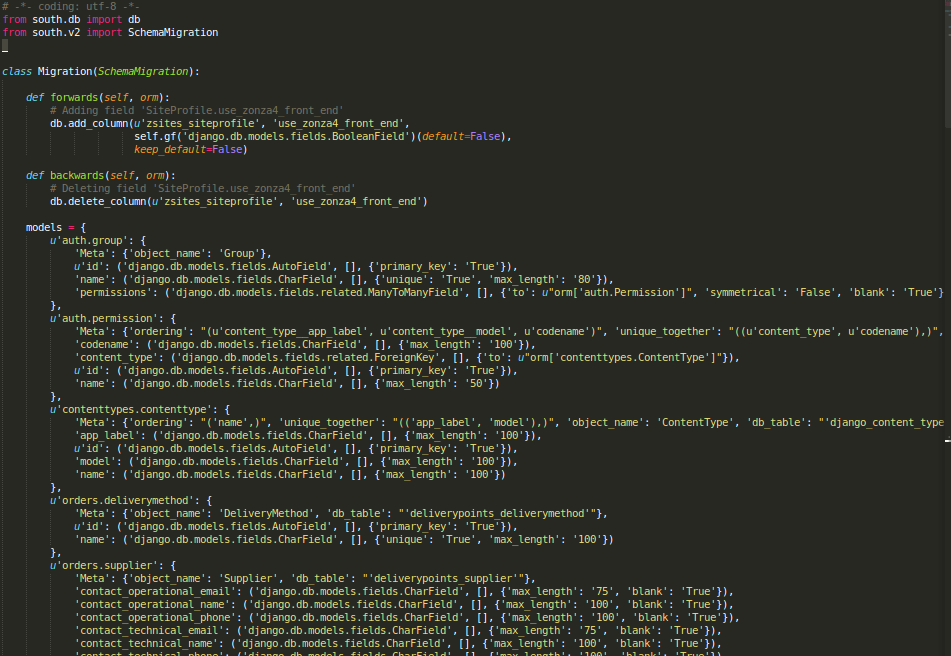 # -*- coding: utf-8 -*-
from south.db import db
from south.v2 import SchemaMigration

class Migration(SchemaMigration):

    def forwards(self, orm):
        # Adding field 'SiteProfile.use_zonza4_front_end'
        db.add_column(u'zsites_siteprofile', 'use_zonza4_front_end',
                      self.gf('django.db.models.fields.BooleanField')(default=False),
                      keep_default=False)

    def backwards(self, orm):
        # Deleting field 'SiteProfile.use_zonza4_front_end'
        db.delete_column(u'zsites_siteprofile', 'use_zonza4_front_end')

    models = {
        u'auth.group': {
            'Meta': {'object_name': 'Group'},
            u'id': ('django.db.models.fields.AutoField', [], {'primary_key': 'True'}),
            'name': ('django.db.models.fields.CharField', [], {'unique': 'True', 'max_length': '80'}),
            'permissions': ('django.db.models.fields.related.ManyToManyField', [], {'to': u"orm['auth.Permission']", 'symmetrical': 'False', 'blank': 'True'}
        },
        u'auth.permission': {
            'Meta': {'ordering': "(u'content_type__app_label', u'content_type__model', u'codename')", 'unique_together': "((u'content_type', u'codename'),)",
            'codename': ('django.db.models.fields.CharField', [], {'max_length': '100'}),
            'content_type': ('django.db.models.fields.related.ForeignKey', [], {'to': u"orm['contenttypes.ContentType']"}),
            u'id': ('django.db.models.fields.AutoField', [], {'primary_key': 'True'}),
            'name': ('django.db.models.fields.CharField', [], {'max_length': '50'})
        },
        u'contenttypes.contenttype': {
            'Meta': {'ordering': "('name',)", 'unique_together': "(('app_label', 'model'),)", 'object_name': 'ContentType', 'db_table': "'django_content_type
            'app_label': ('django.db.models.fields.CharField', [], {'max_length': '100'}),
            u'id': ('django.db.models.fields.AutoField', [], {'primary_key': 'True'}),
            'model': ('django.db.models.fields.CharField', [], {'max_length': '100'}),
            'name': ('django.db.models.fields.CharField', [], {'max_length': '100'})
        },
        u'orders.deliverymethod': {
            'Meta': {'object_name': 'DeliveryMethod', 'db_table': "'deliverypoints_deliverymethod'"},
            u'id': ('django.db.models.fields.AutoField', [], {'primary_key': 'True'}),
            'name': ('django.db.models.fields.CharField', [], {'unique': 'True', 'max_length': '100'})
        },
        u'orders.supplier': {
            'Meta': {'object_name': 'Supplier', 'db_table': "'deliverypoints_supplier'"},
            'contact_operational_email': ('django.db.models.fields.CharField', [], {'max_length': '75', 'blank': 'True'}),
            'contact_operational_name': ('django.db.models.fields.CharField', [], {'max_length': '100', 'blank': 'True'}),
            'contact_operational_phone': ('django.db.models.fields.CharField', [], {'max_length': '100', 'blank': 'True'}),
            'contact_technical_email': ('django.db.models.fields.CharField', [], {'max_length': '75', 'blank': 'True'}),
            'contact_technical_name': ('django.db.models.fields.CharField', [], {'max_length': '100', 'blank': 'True'}),
            'contact_technical_phone': ('django.db.models.fields.CharField', [], {'max_length': '100', 'blank': 'True'}),